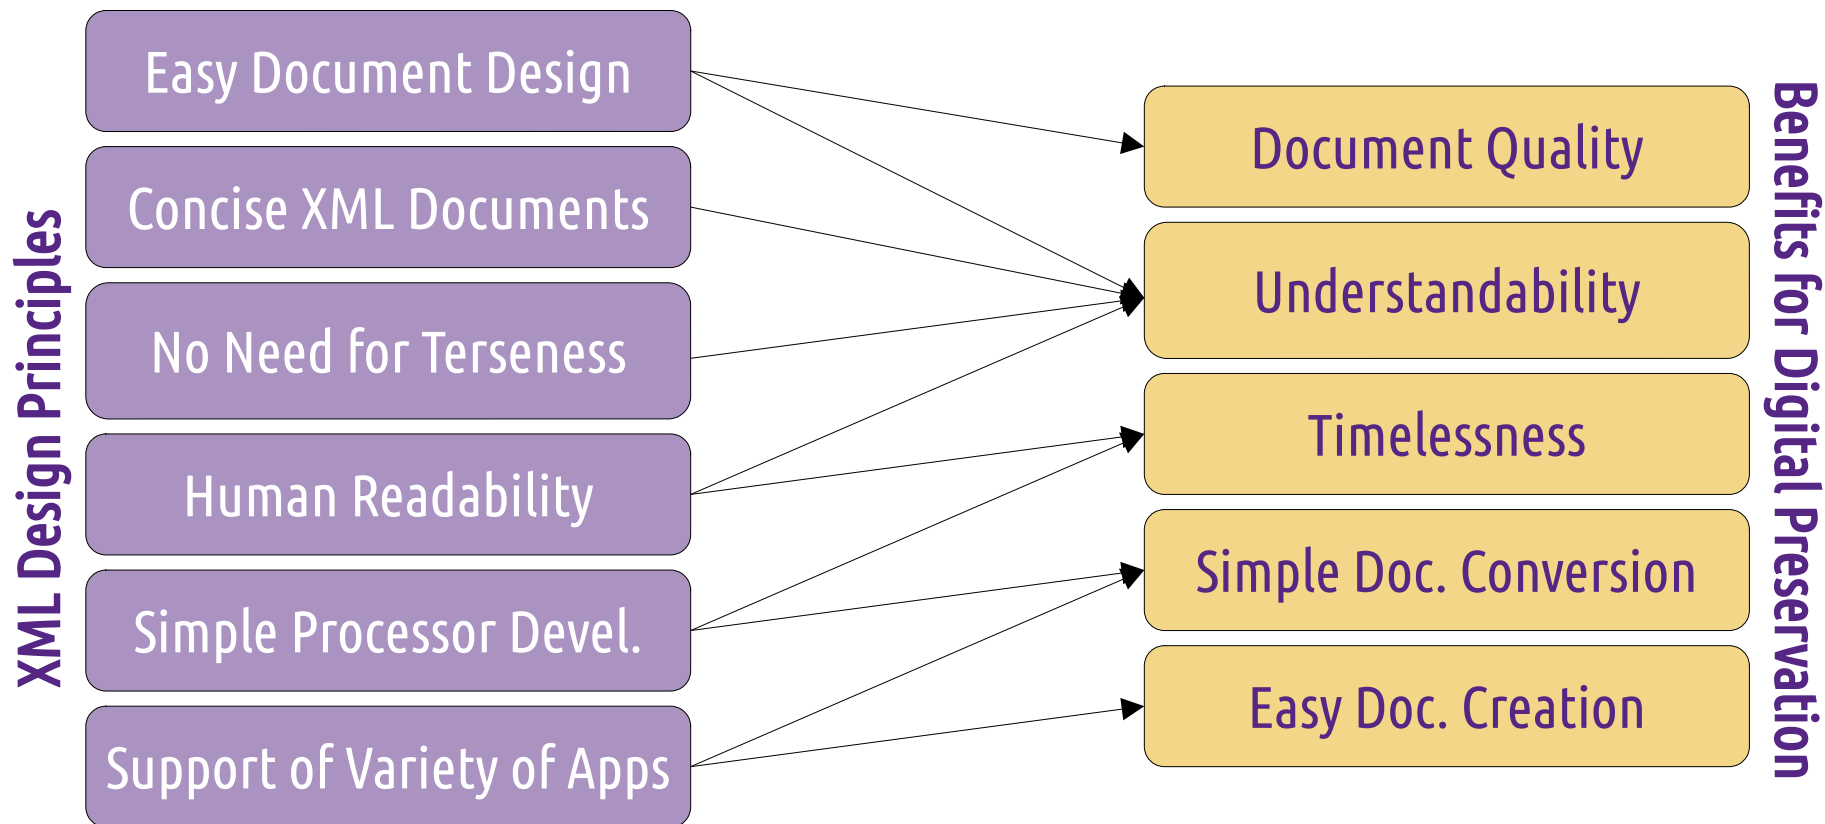 XML Design Principles
Easy Document Design
Concise XML Documents
No Need for Terseness
Human Readability
Simple Processor Devel.
Support of Variety of Apps
Document Quality
Understandability
Timelessness
Simple Doc. Conversion
Easy Doc. Creation
Benefits for Digital Preservation